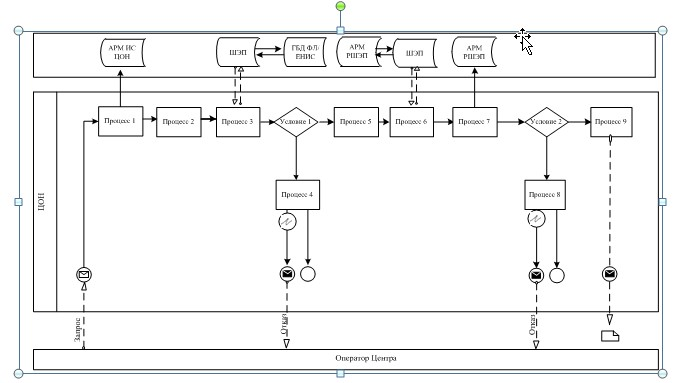 АРМ ИС
ЦОН
ШЭП
ГБД ФЛ/
ЕНИС
АРМ
РШЭП
ШЭП
АРМ
РШЭП
ЦОН
Процесс 1
Процесс 2
Процесс 3
Условие 1
Процесс 5
Процесс 6
Процесс 7
Условие 2
Процесс 9
Процесс 4
Процесс 8
Запрос
Отказ
Отказ
Оператор Центра